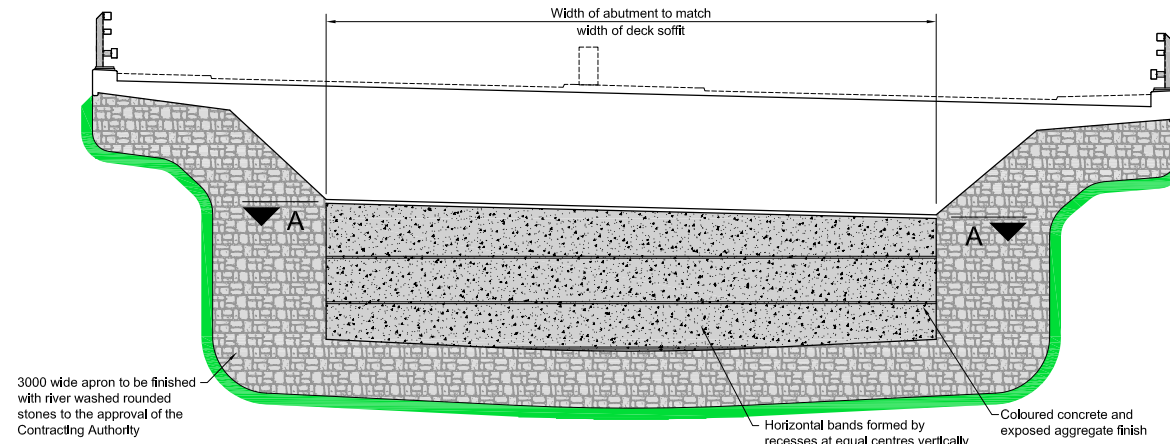 Width of abutment to match
width of deck soffit
A
A
3000 wide apron to be finished
with river washed rounded
stones to the approval of the
Contracting Authority
Horizontal bands formed by
recesses at equal centres vertically
Coloured concrete and
exposed aggregate finish